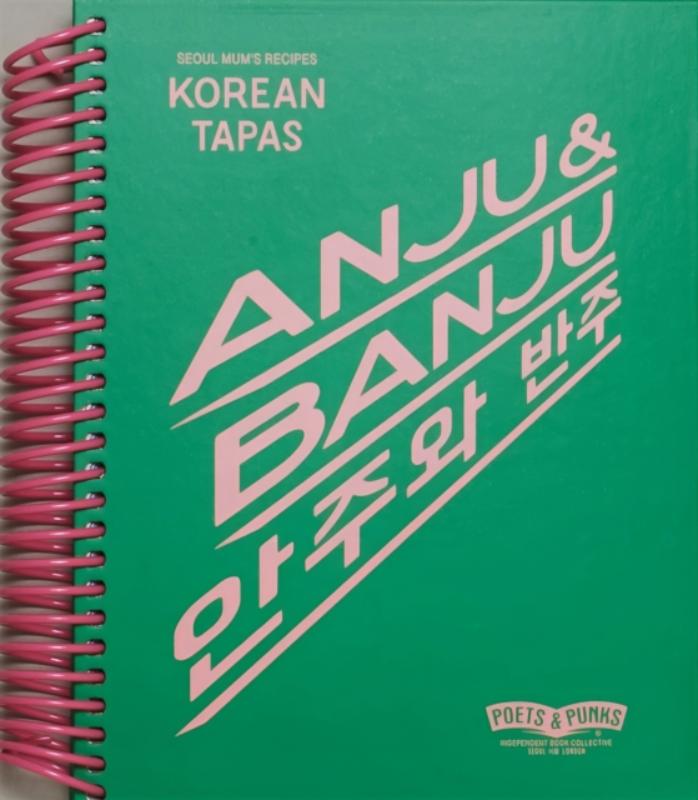 SEOUL MUM'S RECIPES
KOREAN
TAPAS
ANJU &
BANJU
안주와 반주
POETS & PUNKS
®
INDEPENDENT BOOK COLLECTIVE
SEOUL LONDON